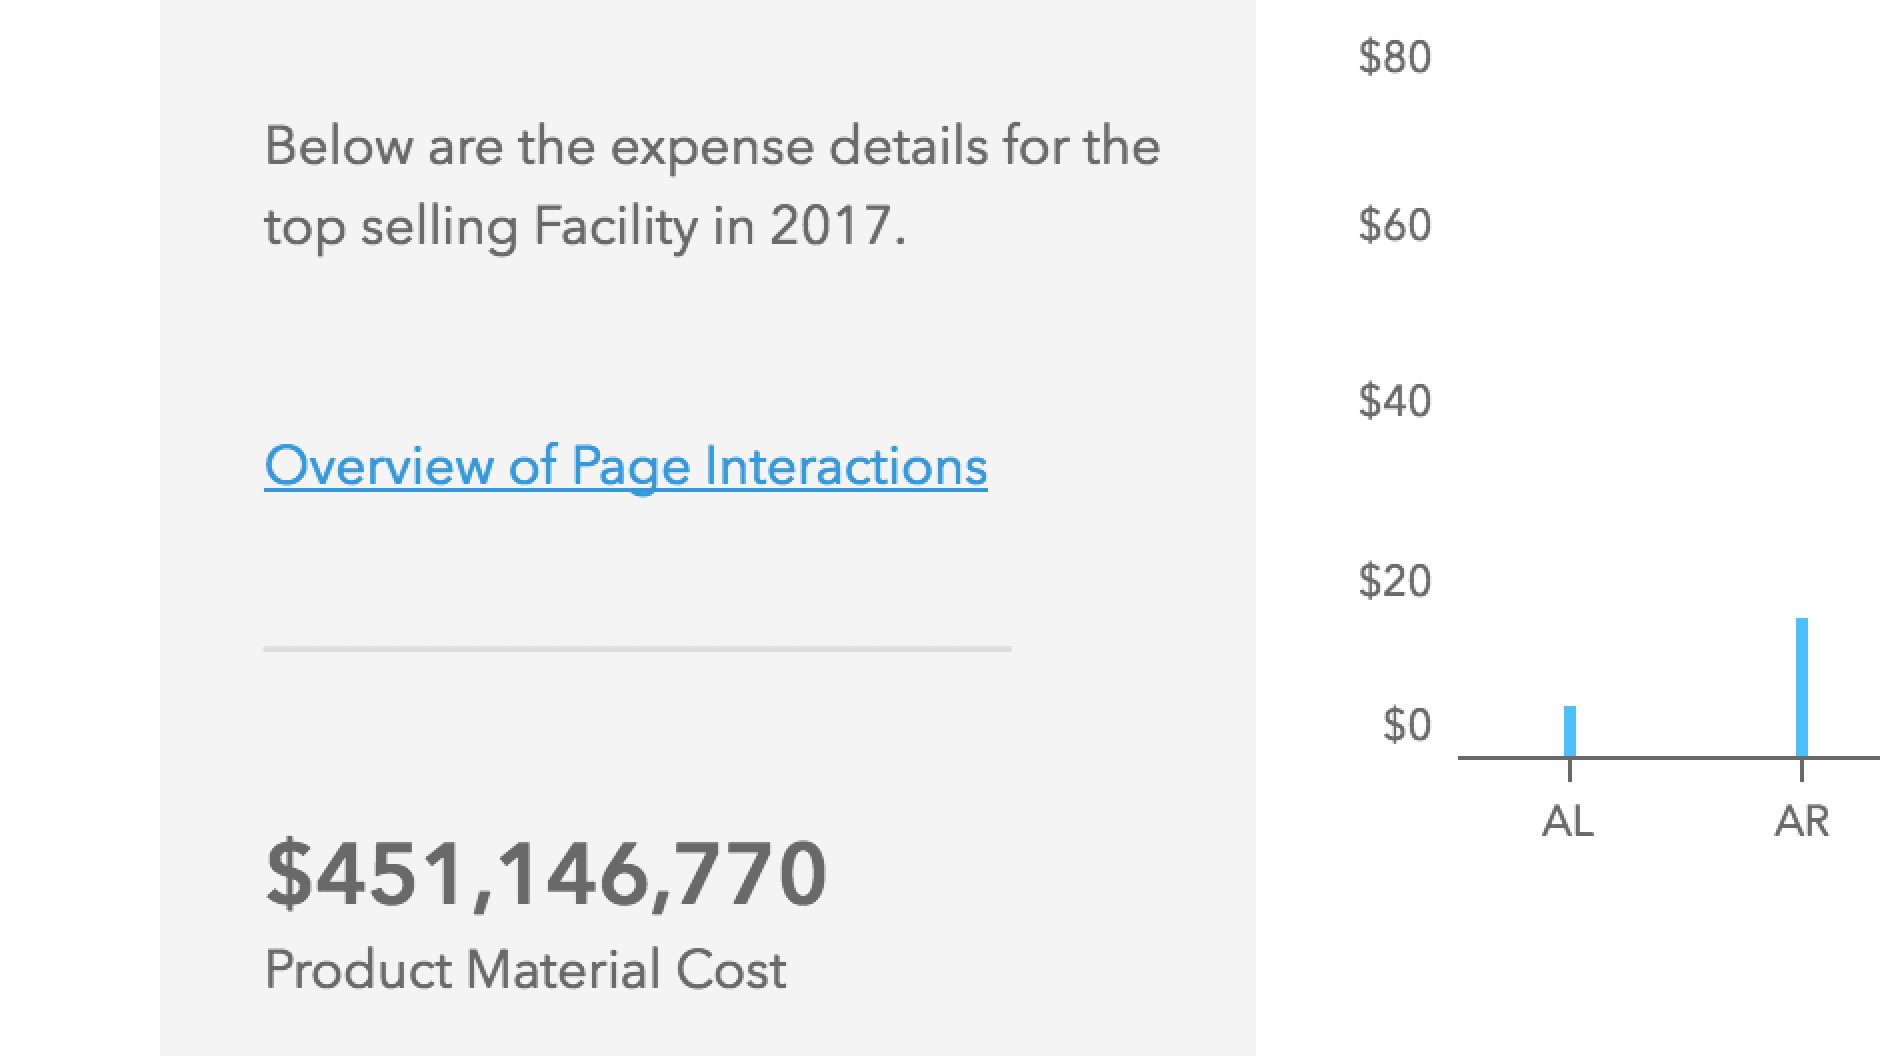 Below are the expense details for the
top selling Facility in 2017.
Overview of Page Interactions
$451,146,770
Product Material Cost
$80
$60
$40
$20
$0
AL AR